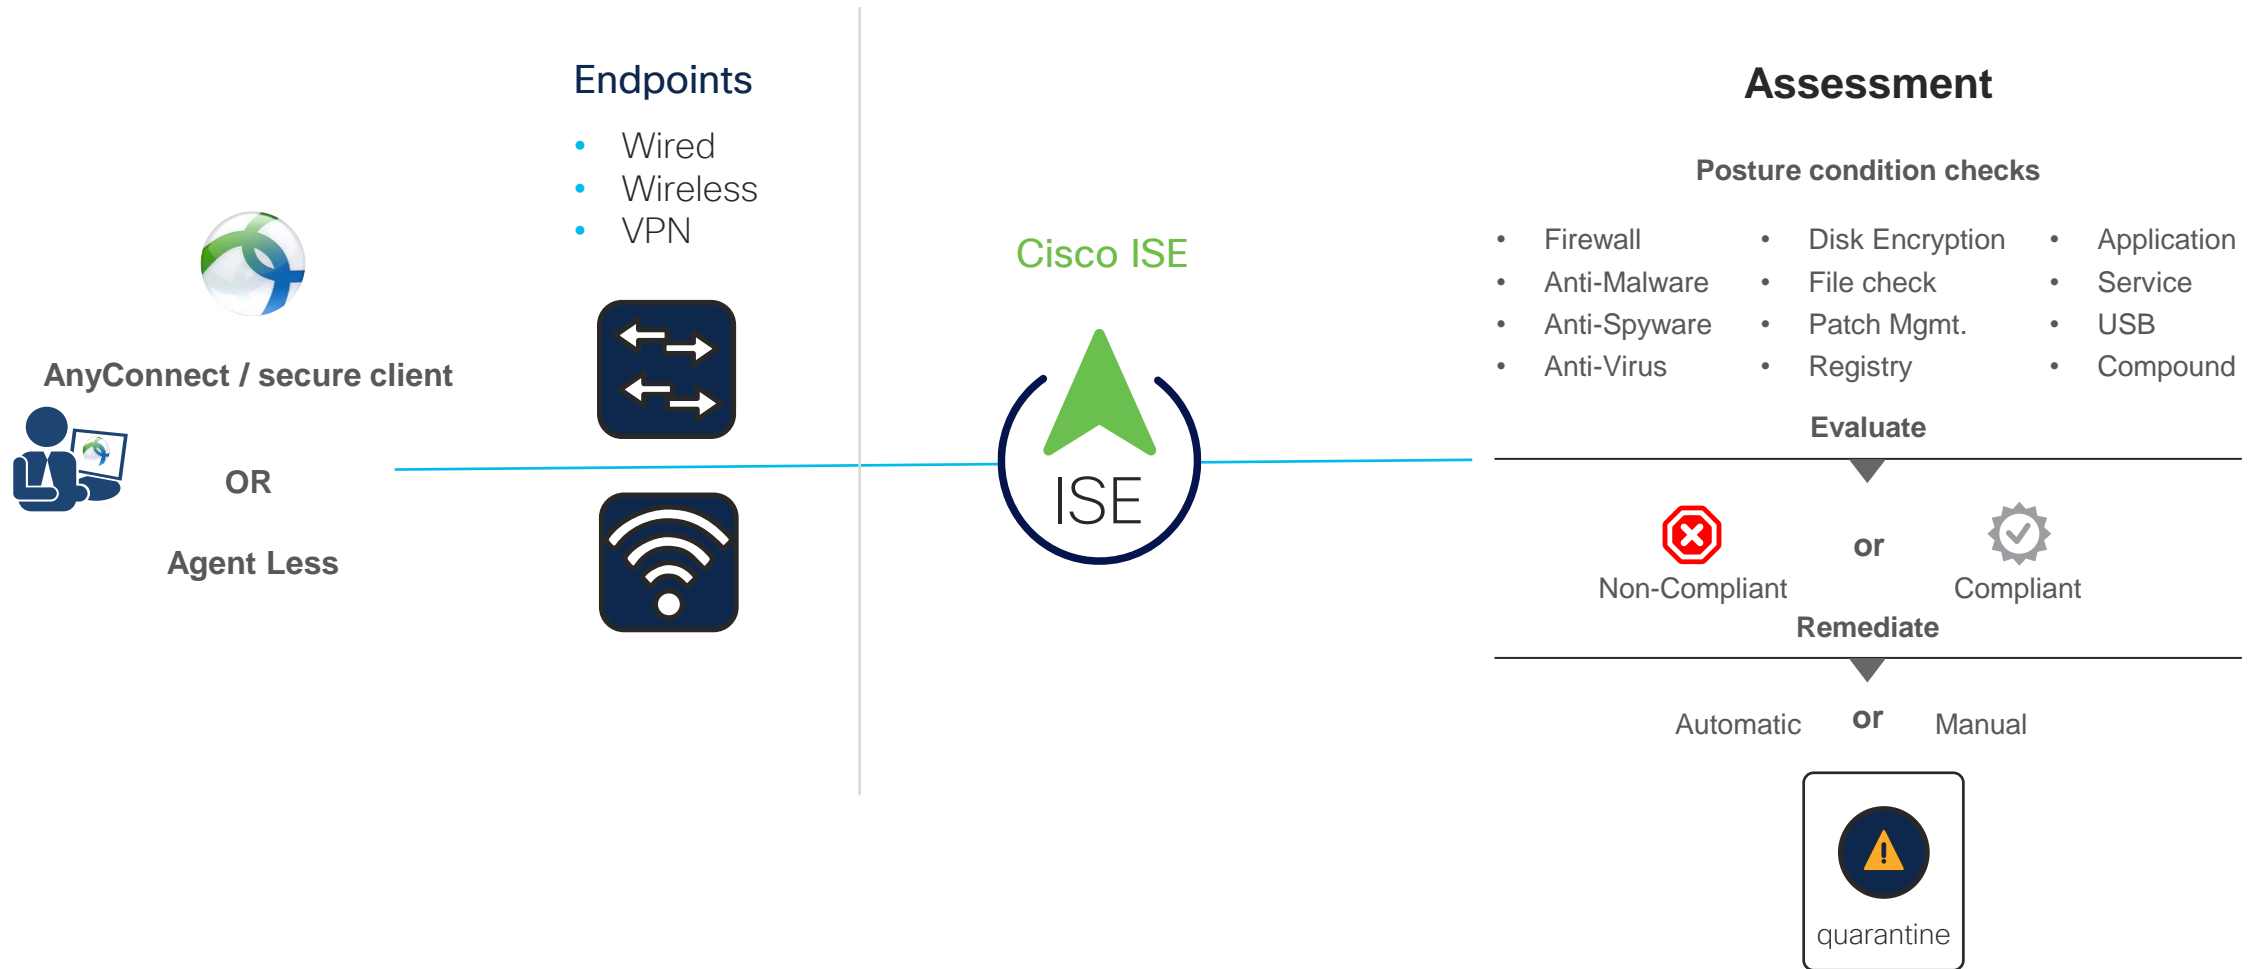 AnyConnect / secure client
OR
Agent Less
Endpoints
• Wired
• Wireless
• VPN
Cisco ISE
ISE
Assessment
Posture condition checks
• Firewall
• Anti-Malware
• Anti-Spyware
• Anti-Virus
• Disk Encryption
• File check
• Patch Mgmt.
• Registry
• Application
• Service
• USB
• Compound
Evaluate
Non-Compliant
or
Compliant
Remediate
Automatic
or
Manual
quarantine